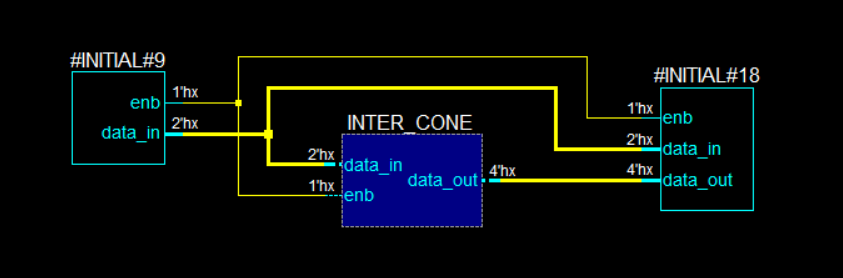 #INITIAL#9
enb 1'hx
data_in 2'hx
INTER_CONE
2'hx data_in
data_out 4'hx
1'hx enb
#INITIAL#18
1'hx enb
2'hx data_in
4'hx data_out